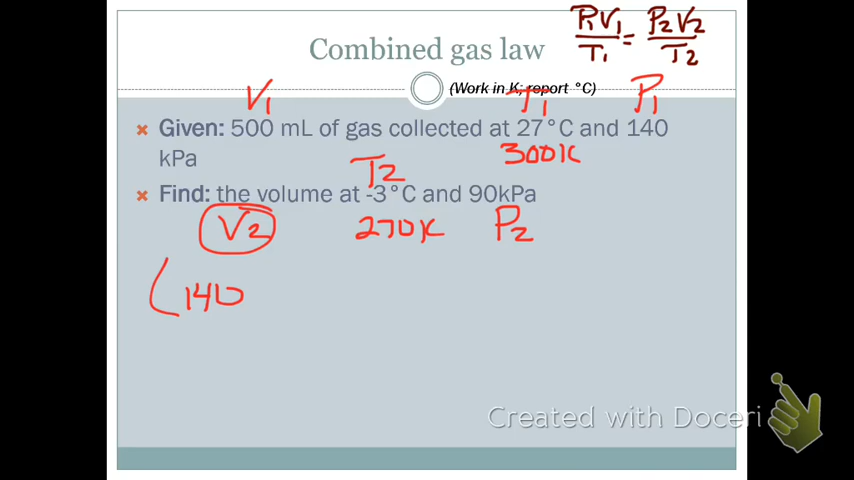 P₁V₁/T₁ = P₂V₂/T₂
Combined gas law
(Work in K; report °C)
V₁ T₁ P₁
Given: 500 mL of gas collected at 27°C and 140
kPa
300K
T₂
Find: the volume at -3°C and 90kPa
V₂ 270K P₂
(140
Created with Doceri